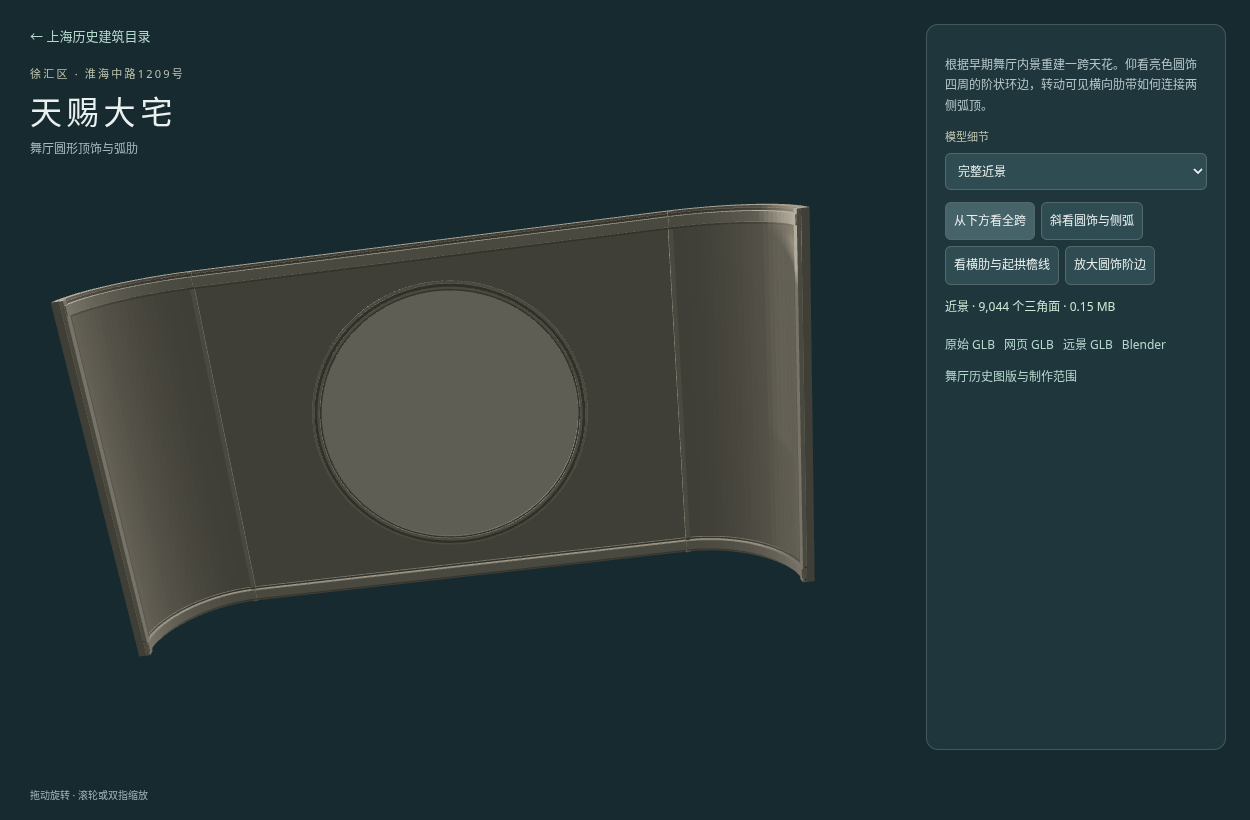 ← 上海历史建筑目录
徐汇区 · 淮海中路1209号
天赐大宅
舞厅圆形顶饰与弧肋
根据早期舞厅内景重建一跨天花。仰看亮色圆饰
四周的阶状环边，转动可见横向肋带如何连接两
侧弧顶。
模型细节
完整近景
从下方看全跨
斜看圆饰与侧弧
看横肋与起拱檐线
放大圆饰阶边
近景 · 9,044 个三角面 · 0.15 MB
原始 GLB 网页 GLB 远景 GLB Blender
舞厅历史图版与制作范围
拖动旋转 · 滚轮或双指缩放